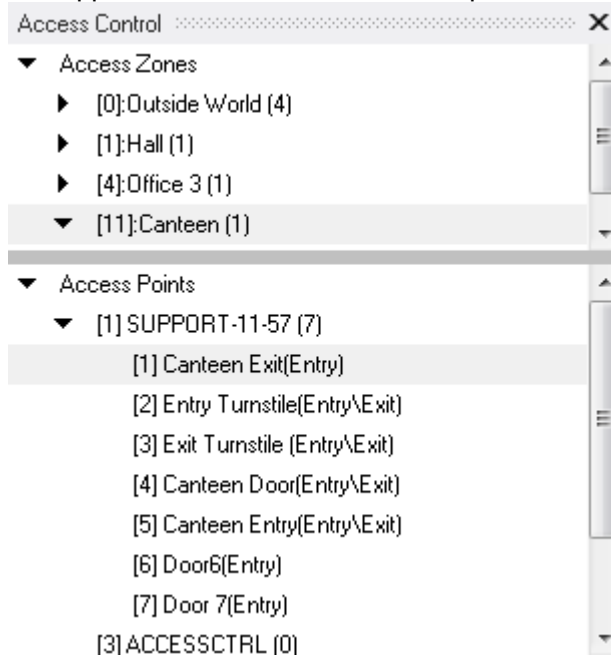 Access Control
Access Zones
[0]:Outside World (4)
[1]:Hall (1)
[4]:Office 3 (1)
[11]:Canteen (1)
Access Points
[1] SUPPORT-11-57 (7)
[1] Canteen Exit(Entry)
[2] Entry Turnstile(Entry\Exit)
[3] Exit Turnstile (Entry\Exit)
[4] Canteen Door(Entry\Exit)
[5] Canteen Entry(Entry\Exit)
[6] Door6(Entry)
[7] Door 7(Entry)
[3] ACCESSCTRL (0)